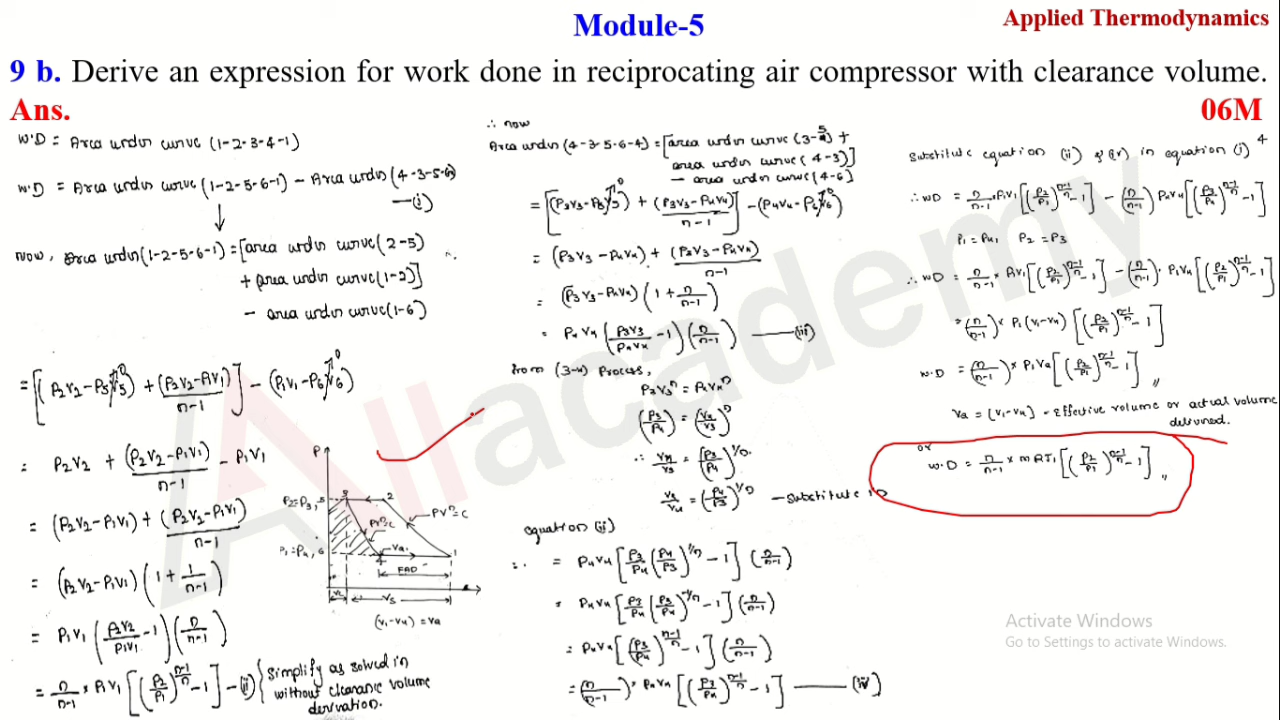 Module-5
Applied Thermodynamics
9 b. Derive an expression for work done in reciprocating air compressor with clearance volume.
Ans.
06M
W.D = Area under curve (1-2-3-4-1)
W.D = Area under curve (1-2-5-6-1) - Area under (4-3-5-6)
—(i)
Now, area under (1-2-5-6-1) = [area under curve (2-5)
+ area under curve (1-2)]
- area under curve (1-6)
= [(P₂V₂-P₅V₅) + (P₂V₂-P₁V₁)/(n-1)] - (P₁V₁-P₆V₆)
= P₂V₂ + (P₂V₂-P₁V₁)/(n-1) - P₁V₁
= (P₂V₂-P₁V₁) + (P₂V₂-P₁V₁)/(n-1)
= (P₂V₂-P₁V₁) (1 + 1/(n-1))
= P₁V₁ (P₂V₂/P₁V₁ - 1) (n/(n-1))
= n/(n-1) × P₁V₁ [(P₂/P₁)^((n-1)/n) - 1] —(ii)
Simplify as solved in
without clearance volume
derivation.
P
P₂=P₃, 5
3
2
PVⁿ=C
PVⁿ=C
P₁=P₄, 6
4
Va
1
FAD
Vc
Vs
(V₁-V₄) = Va
∴ now
Area under (4-3-5-6-4) = [area under curve (3-5) +
area under curve (4-3)]
- area under curve (4-6)
= [(P₃V₃-P₅V₅) + (P₃V₃-P₄V₄)/(n-1)] - (P₄V₄-P₆V₆)
= (P₃V₃-P₄V₄) + (P₃V₃-P₄V₄)/(n-1)
= (P₃V₃-P₄V₄) (1 + n/(n-1))
= P₄V₄ (P₃V₃/P₄V₄ - 1) (n/(n-1)) —(iii)
from (3-4) Process,
P₃V₃ⁿ = P₄V₄ⁿ
(P₃/P₄) = (V₄/V₃)ⁿ
∴ V₄/V₃ = (P₃/P₄)^(1/n)
V₃/V₄ = (P₄/P₃)^(1/n) - substitute in
equation (ii)
∴ = P₄V₄ [P₃/P₄ (P₄/P₃)^(1/n) - 1] (n/(n-1))
= P₄V₄ [P₃/P₄ (P₃/P₄)^(-1/n) - 1] (n/(n-1))
= P₄V₄ [(P₃/P₄)^((n-1)/n) - 1] (n/(n-1))
= (n/(n-1)) × P₄V₄ [(P₃/P₄)^((n-1)/n) - 1] —(iv)
Substitute equation (ii) & (iv) in equation (i)
∴ WD = n/(n-1) × P₁V₁ [(P₂/P₁)^((n-1)/n) - 1] - (n/(n-1)) P₄V₄ [(P₃/P₄)^((n-1)/n) - 1]
P₁ = P₄, P₂ = P₃
∴ WD = n/(n-1) × P₁V₁ [(P₂/P₁)^((n-1)/n) - 1] - (n/(n-1)) × P₁V₄ [(P₂/P₁)^((n-1)/n) - 1]
= (n/(n-1)) × P₁(V₁-V₄) [(P₂/P₁)^((n-1)/n) - 1]
W.D = (n/(n-1)) × P₁Va [(P₂/P₁)^((n-1)/n) - 1] ,,
Va = (V₁-V₄) - Effective volume or actual volume
or
W.D = n/(n-1) × mRT₁ [(P₂/P₁)^((n-1)/n) - 1] ,,
Allacademy
Activate Windows
Go to Settings to activate Windows.